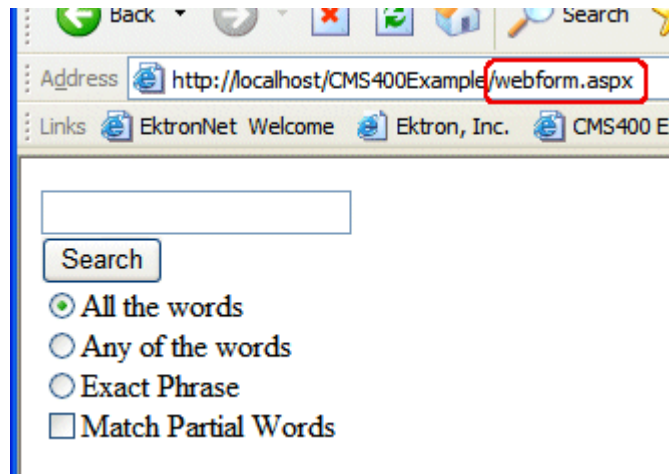 Back Search
Address http://localhost/CMS400Example/webform.aspx
Links EktronNet Welcome Ektron, Inc. CMS400 E
Search
All the words
Any of the words
Exact Phrase
Match Partial Words